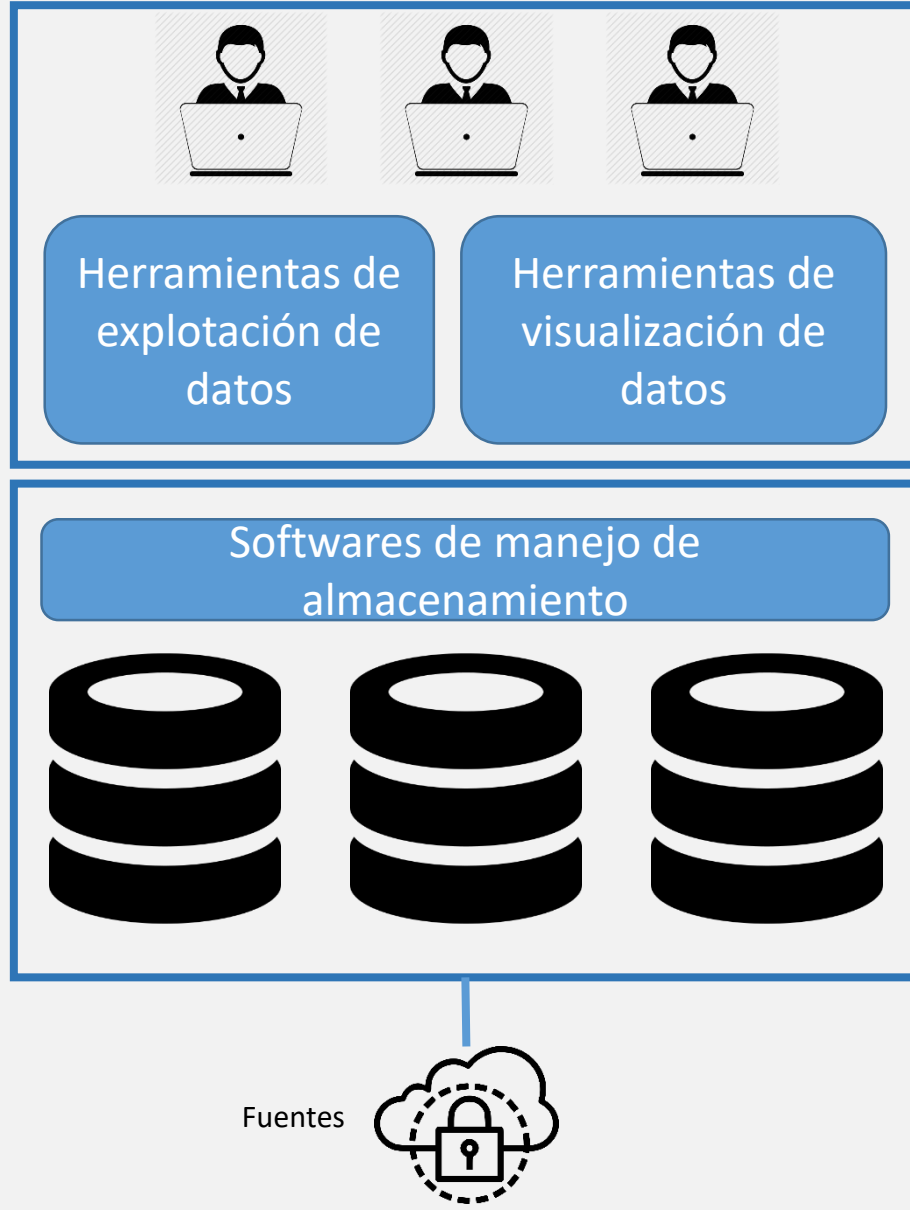 Herramientas de
explotación de
datos
Herramientas de
visualización de
datos
Softwares de manejo de
almacenamiento
Fuentes